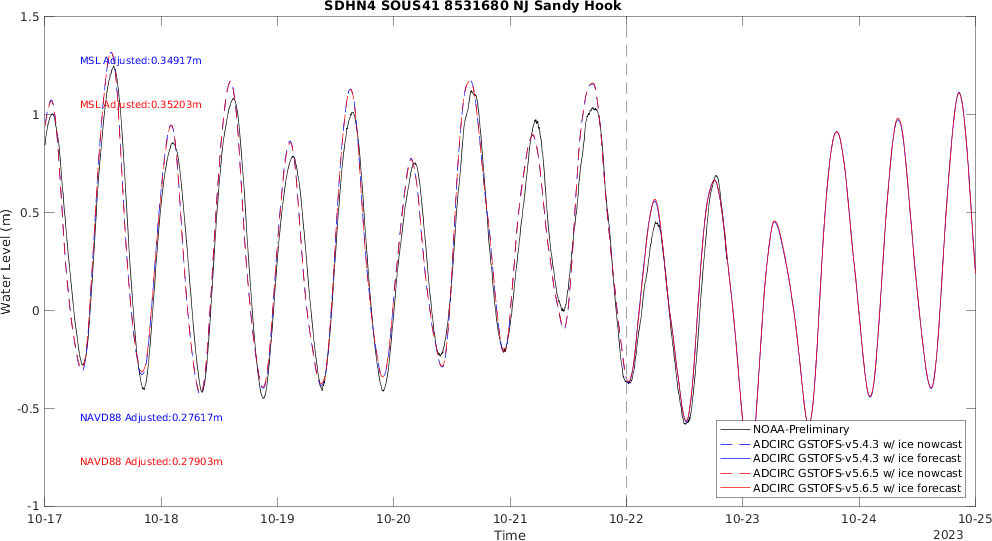 SDHN4 SOUS41 8531680 NJ Sandy Hook
1.5
1
0.5
0
-0.5
-1
Water Level (m)
MSL Adjusted:0.34917m
MSL Adjusted:0.35203m
NAVD88 Adjusted:0.27617m
NAVD88 Adjusted:0.27903m
NOAA-Preliminary
ADCIRC GSTOFS-v5.4.3 w/ ice nowcast
ADCIRC GSTOFS-v5.4.3 w/ ice forecast
ADCIRC GSTOFS-v5.6.5 w/ ice nowcast
ADCIRC GSTOFS-v5.6.5 w/ ice forecast
10-17 10-18 10-19 10-20 10-21 10-22 10-23 10-24 10-25
Time
2023